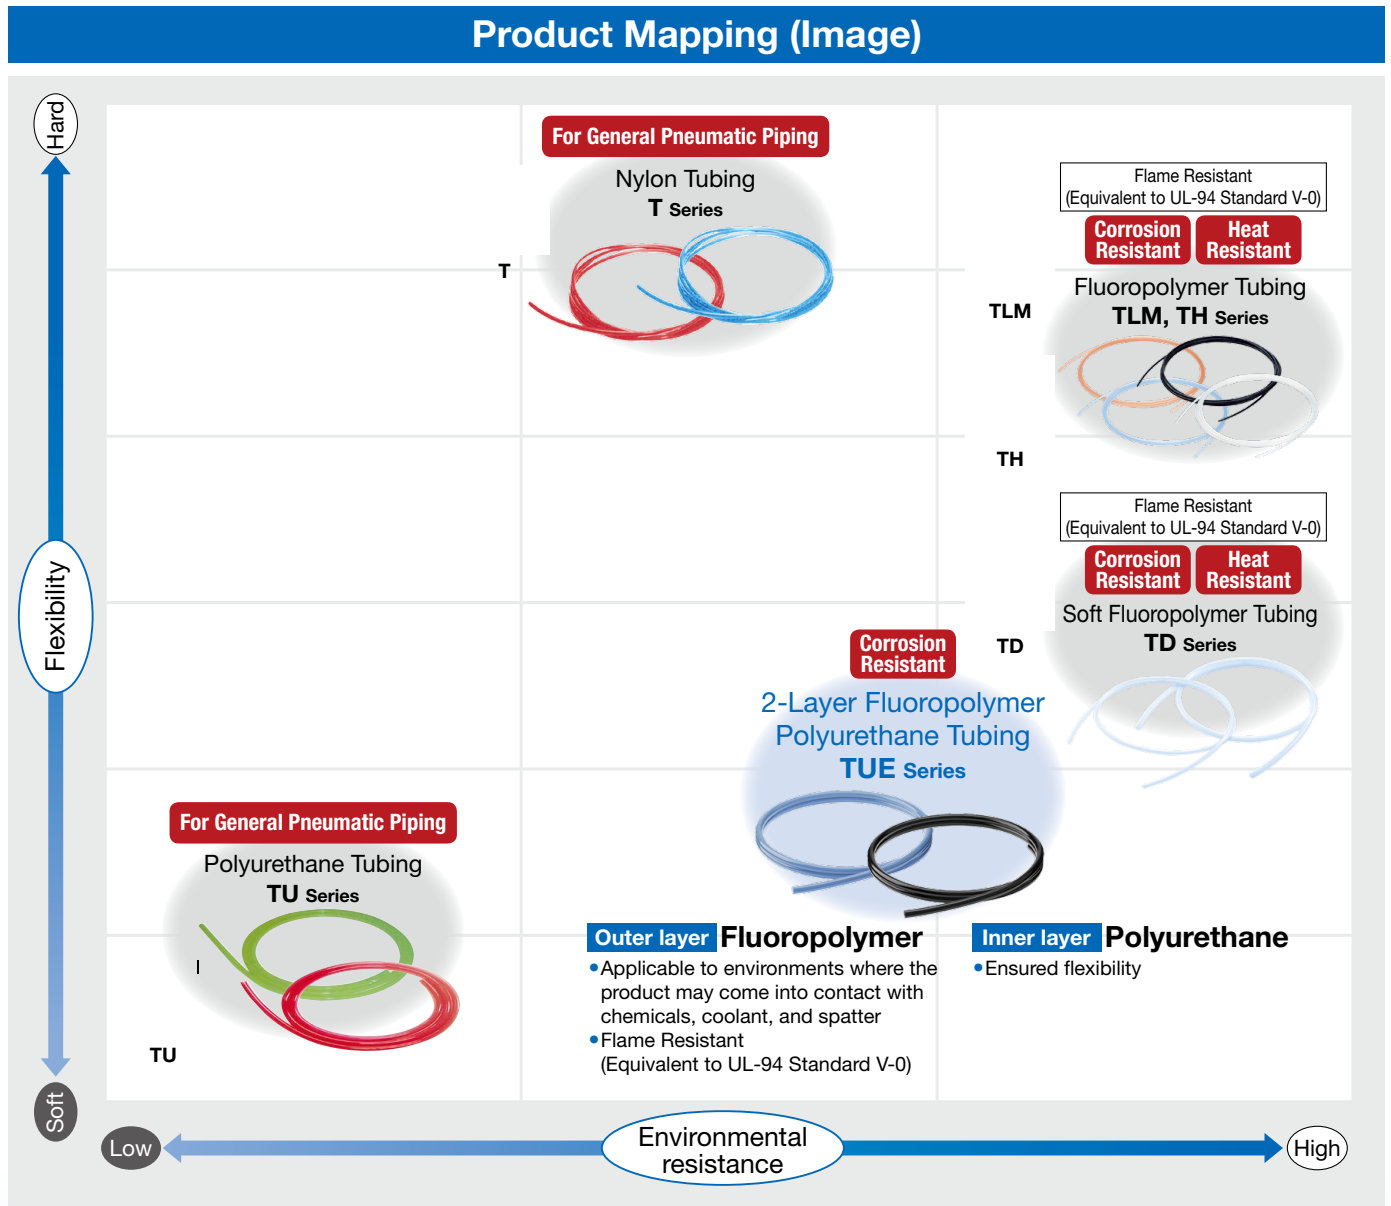 Product Mapping (Image)
Hard
Flexibility
Soft
For General Pneumatic Piping
Nylon Tubing
T Series
T
Flame Resistant
(Equivalent to UL-94 Standard V-0)
Corrosion
Resistant
Heat
Resistant
Fluoropolymer Tubing
TLM, TH Series
TLM
TH
Flame Resistant
(Equivalent to UL-94 Standard V-0)
Corrosion
Resistant
Heat
Resistant
Soft Fluoropolymer Tubing
TD Series
TD
Corrosion
Resistant
2-Layer Fluoropolymer
Polyurethane Tubing
TUE Series
For General Pneumatic Piping
Polyurethane Tubing
TU Series
I
TU
Outer layer Fluoropolymer
•Applicable to environments where the
product may come into contact with
chemicals, coolant, and spatter
•Flame Resistant
(Equivalent to UL-94 Standard V-0)
Inner layer Polyurethane
•Ensured flexibility
Low
Environmental
resistance
High